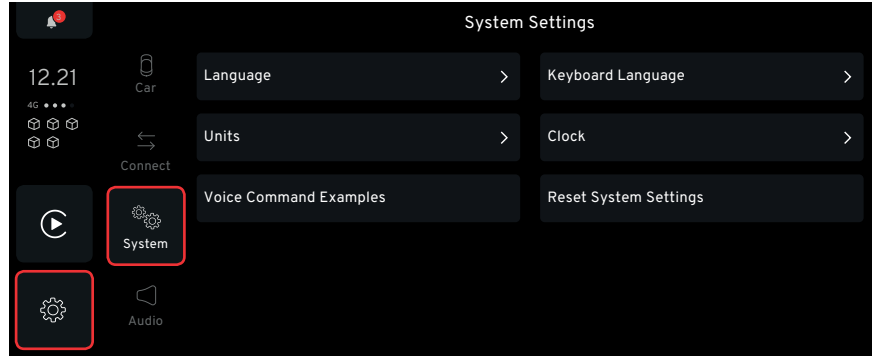 3
System Settings
12.21
4G
Car
Language
Keyboard Language
Units
Clock
Connect
Voice Command Examples
Reset System Settings
System
Audio